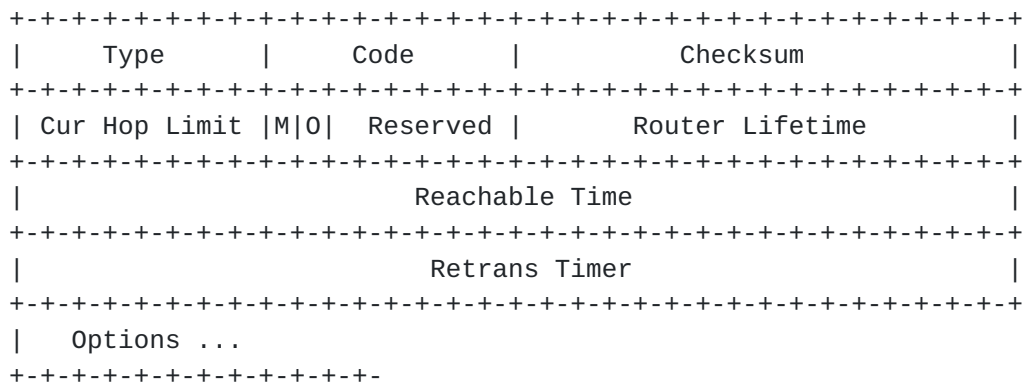 +-+-+-+-+-+-+-+-+-+-+-+-+-+-+-+-+-+-+-+-+-+-+-+-+-+-+-+-+-+-+-+-+
|     Type      |     Code      |          Checksum             |
+-+-+-+-+-+-+-+-+-+-+-+-+-+-+-+-+-+-+-+-+-+-+-+-+-+-+-+-+-+-+-+-+
| Cur Hop Limit |M|O|  Reserved |       Router Lifetime         |
+-+-+-+-+-+-+-+-+-+-+-+-+-+-+-+-+-+-+-+-+-+-+-+-+-+-+-+-+-+-+-+-+
|                         Reachable Time                        |
+-+-+-+-+-+-+-+-+-+-+-+-+-+-+-+-+-+-+-+-+-+-+-+-+-+-+-+-+-+-+-+-+
|                          Retrans Timer                        |
+-+-+-+-+-+-+-+-+-+-+-+-+-+-+-+-+-+-+-+-+-+-+-+-+-+-+-+-+-+-+-+-+
|   Options ...
+-+-+-+-+-+-+-+-+-+-+-+-